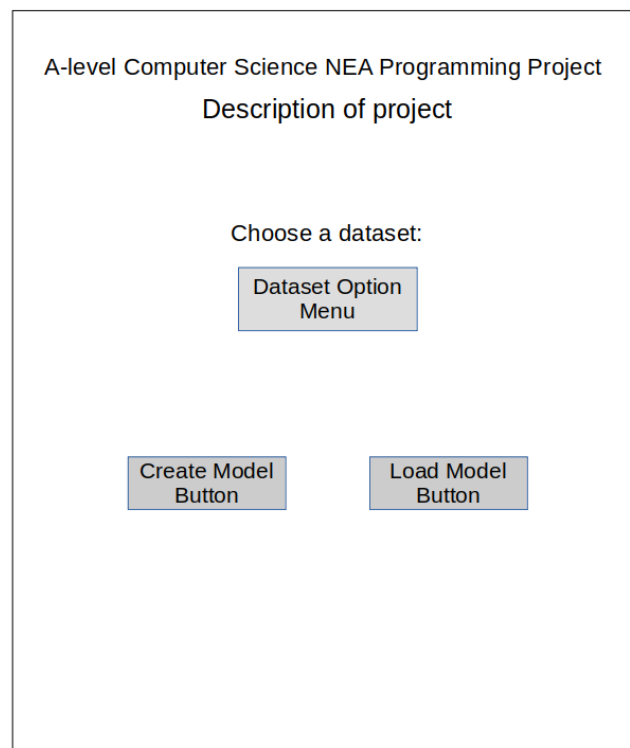 A-level Computer Science NEA Programming Project
Description of project
Choose a dataset:
Dataset Option
Menu
Create Model
Button
Load Model
Button